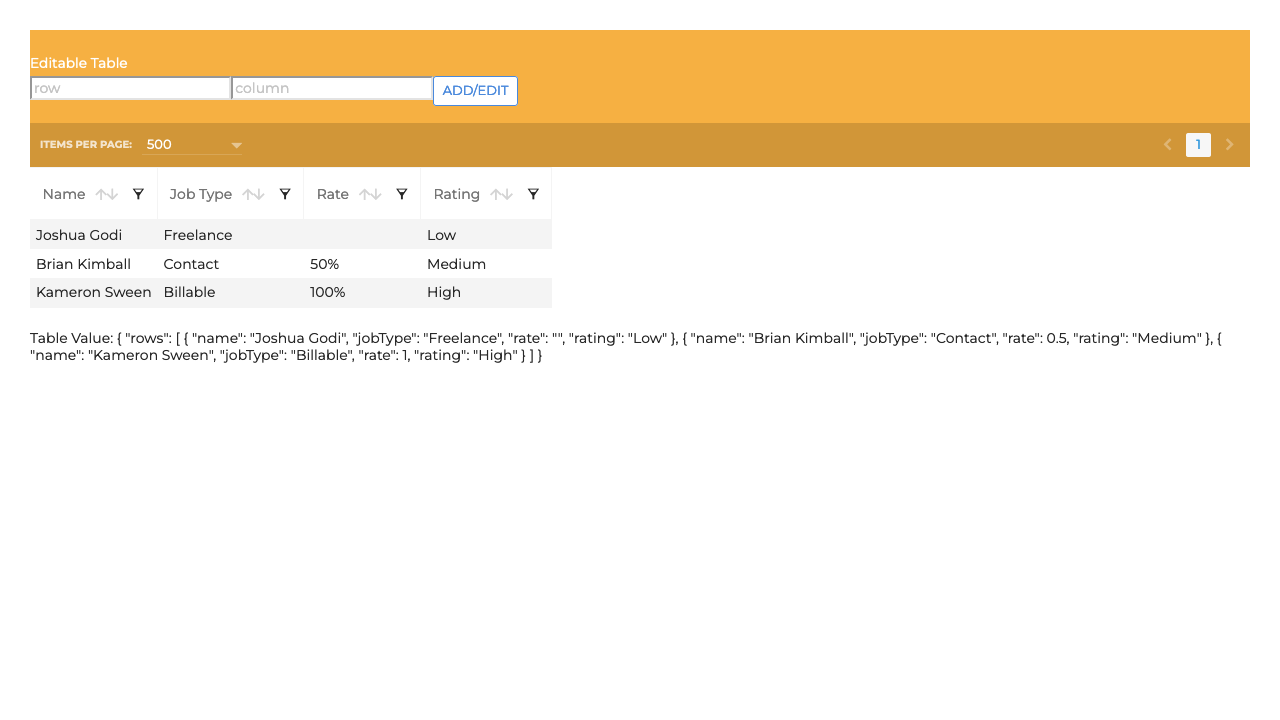 Editable Table
row column ADD/EDIT
ITEMS PER PAGE: 500 1
Name Job Type Rate Rating
Joshua Godi Freelance Low
Brian Kimball Contact 50% Medium
Kameron Sween Billable 100% High
Table Value: { "rows": [ { "name": "Joshua Godi", "jobType": "Freelance", "rate": "", "rating": "Low" }, { "name": "Brian Kimball", "jobType": "Contact", "rate": 0.5, "rating": "Medium" }, {
"name": "Kameron Sween", "jobType": "Billable", "rate": 1, "rating": "High" } ] }